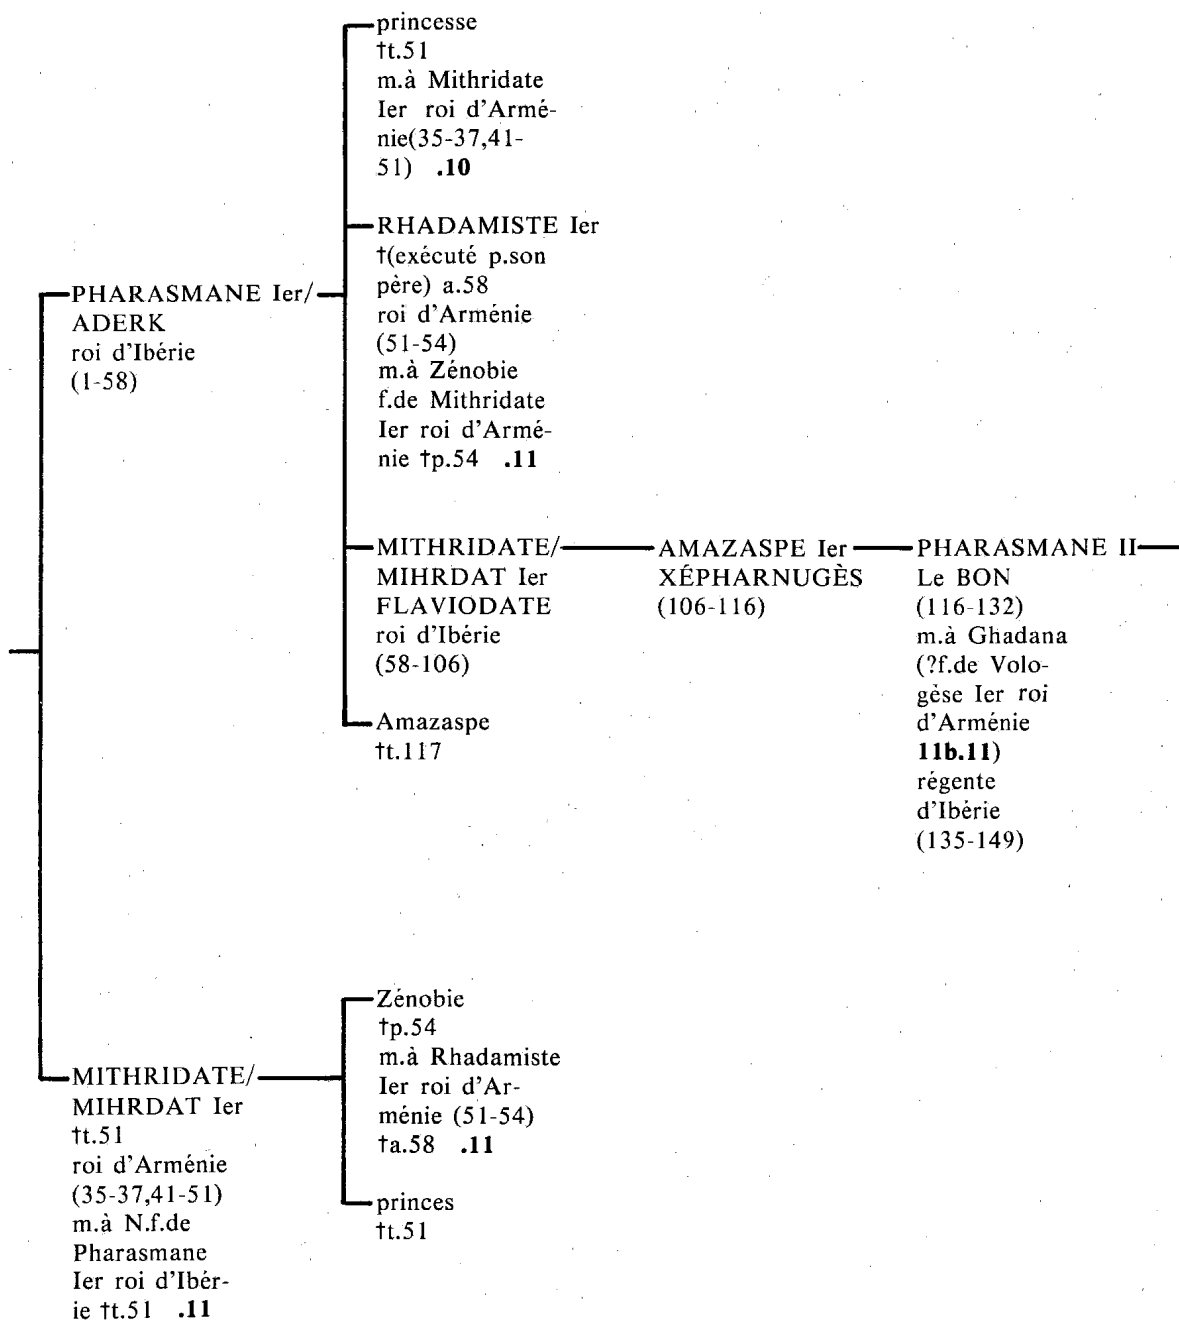 princesse
†t.51
m.à Mithridate
Ier roi d'Armé-
nie(35-37,41-
51) .10
RHADAMISTE Ier
†(exécuté p.son
père) a.58
roi d'Arménie
(51-54)
m.à Zénobie
f.de Mithridate
Ier roi d'Armé-
nie †p.54 .11
PHARASMANE Ier/
ADERK
roi d'Ibérie
(1-58)
MITHRIDATE/
MIHRDAT Ier
FLAVIODATE
roi d'Ibérie
(58-106)
AMAZASPE Ier
XÉPHARNUGÈS
(106-116)
PHARASMANE II
Le BON
(116-132)
m.à Ghadana
(?f.de Volo-
gèse Ier roi
d'Arménie
11b.11)
régente
d'Ibérie
(135-149)
Amazaspe
†t.117
Zénobie
†p.54
m.à Rhadamiste
Ier roi d'Ar-
ménie (51-54)
†a.58 .11
MITHRIDATE/
MIHRDAT Ier
†t.51
roi d'Arménie
(35-37,41-51)
m.à N.f.de
Pharasmane
Ier roi d'Ibér-
ie †t.51 .11
princes
†t.51